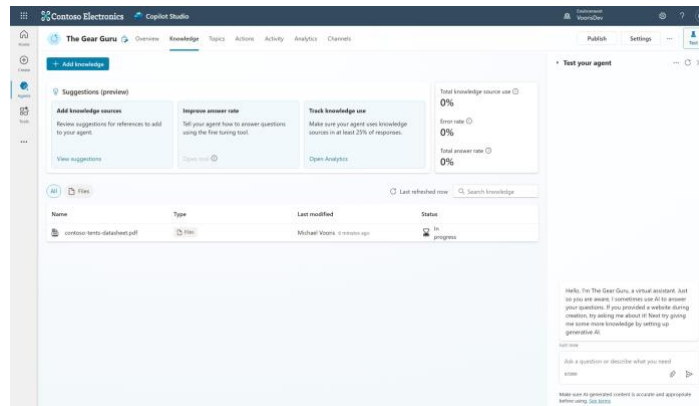 Contoso Electronics Copilot Studio
Environment
VoorraDev
The Gear Guru Overview Knowledge Topics Actions Activity Analytics Channels
Publish Settings ...
Test
Home
Create
Agents
Tools
+ Add knowledge
Suggestions (preview)
Add knowledge sources
Review suggestions for references to add
to your agent.
View suggestions
Improve answer rate
Tell your agent how to answer questions
using the fine tuning tool.
Open tool
Track knowledge use
Make sure your agent uses knowledge
sources in at least 25% of responses.
Open Analytics
Total knowledge source use
0%
Error rate
0%
Total answer rate
0%
All Files
Last refreshed now Search knowledge
Name Type Last modified Status
contoso-tents-datasheet.pdf Files Michael Voorra 0 minutes ago In
progress
Test your agent
Hello, I'm The Gear Guru, a virtual assistant. Just
so you are aware, I sometimes use AI to answer
your questions. If you provided a website during
creation, try asking me about it! Next try giving
me some more knowledge by setting up
generative AI.
Just now
Ask a question or describe what you need
0/2000
Make sure AI-generated content is accurate and appropriate
before using. See terms